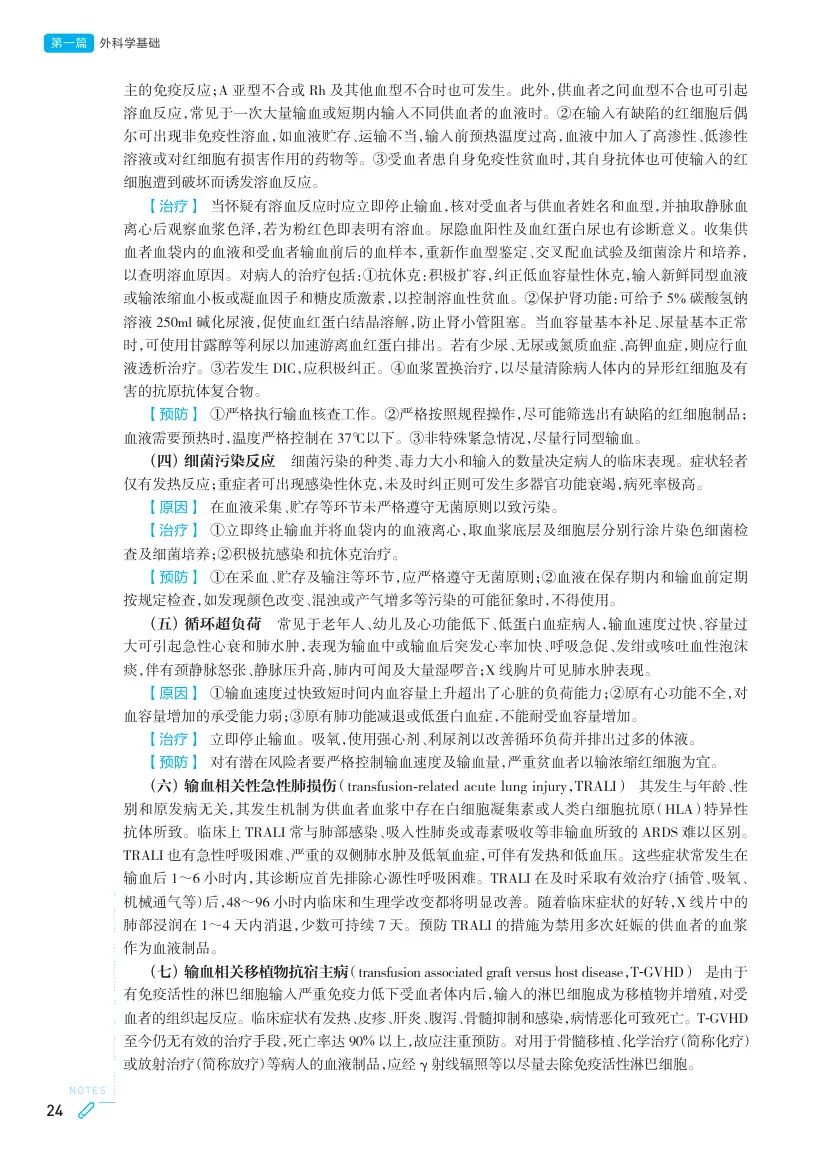 第一篇 外科学基础
主的免疫反应;A 亚型不合或 Rh 及其他血型不合时也可发生。此外,供血者之间血型不合也可引起
溶血反应,常见于一次大量输血或短期内输入不同供血者的血液时。②在输入有缺陷的红细胞后偶
尔可出现非免疫性溶血,如血液贮存、运输不当,输入前预热温度过高,血液中加入了高渗性、低渗性
溶液或对红细胞有损害作用的药物等。③受血者患自身免疫性贫血时,其自身抗体也可使输入的红
细胞遭到破坏而诱发溶血反应。
【治疗】 当怀疑有溶血反应时应立即停止输血,核对受血者与供血者姓名和血型,并抽取静脉血
离心后观察血浆色泽,若为粉红色即表明有溶血。尿隐血阳性及血红蛋白尿也有诊断意义。收集供
血者血袋内的血液和受血者输血前后的血样本,重新作血型鉴定、交叉配血试验及细菌涂片和培养,
以查明溶血原因。对病人的治疗包括:①抗休克:积极扩容,纠正低血容量性休克,输入新鲜同型血液
或输浓缩血小板或凝血因子和糖皮质激素,以控制溶血性贫血。②保护肾功能:可给予 5% 碳酸氢钠
溶液 250ml 碱化尿液,促使血红蛋白结晶溶解,防止肾小管阻塞。当血容量基本补足、尿量基本正常
时,可使用甘露醇等利尿以加速游离血红蛋白排出。若有少尿、无尿或氮质血症、高钾血症,则应行血
液透析治疗。③若发生 DIC,应积极纠正。④血浆置换治疗,以尽量清除病人体内的异形红细胞及有
害的抗原抗体复合物。
【预防】 ①严格执行输血核查工作。②严格按照规程操作,尽可能筛选出有缺陷的红细胞制品;
血液需要预热时,温度严格控制在 37℃以下。③非特殊紧急情况,尽量行同型输血。
(四) 细菌污染反应 细菌污染的种类、毒力大小和输入的数量决定病人的临床表现。症状轻者
仅有发热反应;重症者可出现感染性休克,未及时纠正则可发生多器官功能衰竭,病死率极高。
【原因】 在血液采集、贮存等环节未严格遵守无菌原则以致污染。
【治疗】 ①立即终止输血并将血袋内的血液离心,取血浆底层及细胞层分别行涂片染色细菌检
查及细菌培养;②积极抗感染和抗休克治疗。
【预防】 ①在采血、贮存及输注等环节,应严格遵守无菌原则;②血液在保存期内和输血前定期
按规定检查,如发现颜色改变、混浊或产气增多等污染的可能征象时,不得使用。
(五) 循环超负荷 常见于老年人、幼儿及心功能低下、低蛋白血症病人,输血速度过快、容量过
大可引起急性心衰和肺水肿,表现为输血中或输血后突发心率加快、呼吸急促、发绀或咳吐血性泡沫
痰,伴有颈静脉怒张、静脉压升高,肺内可闻及大量湿啰音;X 线胸片可见肺水肿表现。
【原因】 ①输血速度过快致短时间内血容量上升超出了心脏的负荷能力;②原有心功能不全,对
血容量增加的承受能力弱;③原有肺功能减退或低蛋白血症,不能耐受血容量增加。
【治疗】 立即停止输血。吸氧,使用强心剂、利尿剂以改善循环负荷并排出过多的体液。
【预防】 对有潜在风险者要严格控制输血速度及输血量,严重贫血者以输浓缩红细胞为宜。
(六) 输血相关性急性肺损伤(transfusion-related acute lung injury,TRALI) 其发生与年龄、性
别和原发病无关,其发生机制为供血者血浆中存在白细胞凝集素或人类白细胞抗原(HLA)特异性
抗体所致。临床上 TRALI 常与肺部感染、吸入性肺炎或毒素吸收等非输血所致的 ARDS 难以区别。
TRALI 也有急性呼吸困难、严重的双侧肺水肿及低氧血症,可伴有发热和低血压。这些症状常发生在
输血后 1～6 小时内,其诊断应首先排除心源性呼吸困难。TRALI 在及时采取有效治疗(插管、吸氧、
机械通气等)后,48～96 小时内临床和生理学改变都将明显改善。随着临床症状的好转,X 线片中的
肺部浸润在 1～4 天内消退,少数可持续 7 天。预防 TRALI 的措施为禁用多次妊娠的供血者的血浆
作为血液制品。
(七) 输血相关移植物抗宿主病(transfusion associated graft versus host disease,T-GVHD) 是由于
有免疫活性的淋巴细胞输入严重免疫力低下受血者体内后,输入的淋巴细胞成为移植物并增殖,对受
血者的组织起反应。临床症状有发热、皮疹、肝炎、腹泻、骨髓抑制和感染,病情恶化可致死亡。T-GVHD
至今仍无有效的治疗手段,死亡率达 90% 以上,故应注重预防。对用于骨髓移植、化学治疗(简称化疗)
或放射治疗(简称放疗)等病人的血液制品,应经 γ 射线辐照等以尽量去除免疫活性淋巴细胞。
NOTES
24